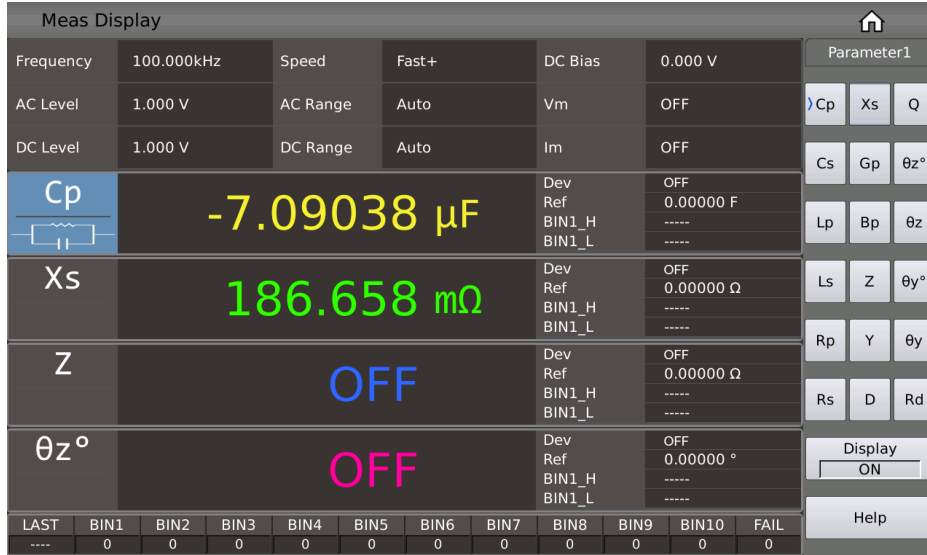 Meas Display
Frequency 100.000kHz Speed Fast+ DC Bias 0.000 V
AC Level 1.000 V AC Range Auto Vm OFF
DC Level 1.000 V DC Range Auto Im OFF
Cp -7.09038 µF
Dev OFF
Ref 0.00000 F
BIN1_H -----
BIN1_L -----
Xs 186.658 mΩ
Dev OFF
Ref 0.00000 Ω
BIN1_H -----
BIN1_L -----
Z OFF
Dev OFF
Ref 0.00000 Ω
BIN1_H -----
BIN1_L -----
θz° OFF
Dev OFF
Ref 0.00000 °
BIN1_H -----
BIN1_L -----
LAST BIN1 BIN2 BIN3 BIN4 BIN5 BIN6 BIN7 BIN8 BIN9 BIN10 FAIL
---- 0 0 0 0 0 0 0 0 0 0 0
Parameter1
Cp Xs Q
Cs Gp θz°
Lp Bp θz
Ls Z θy°
Rp Y θy
Rs D Rd
Display
ON
Help